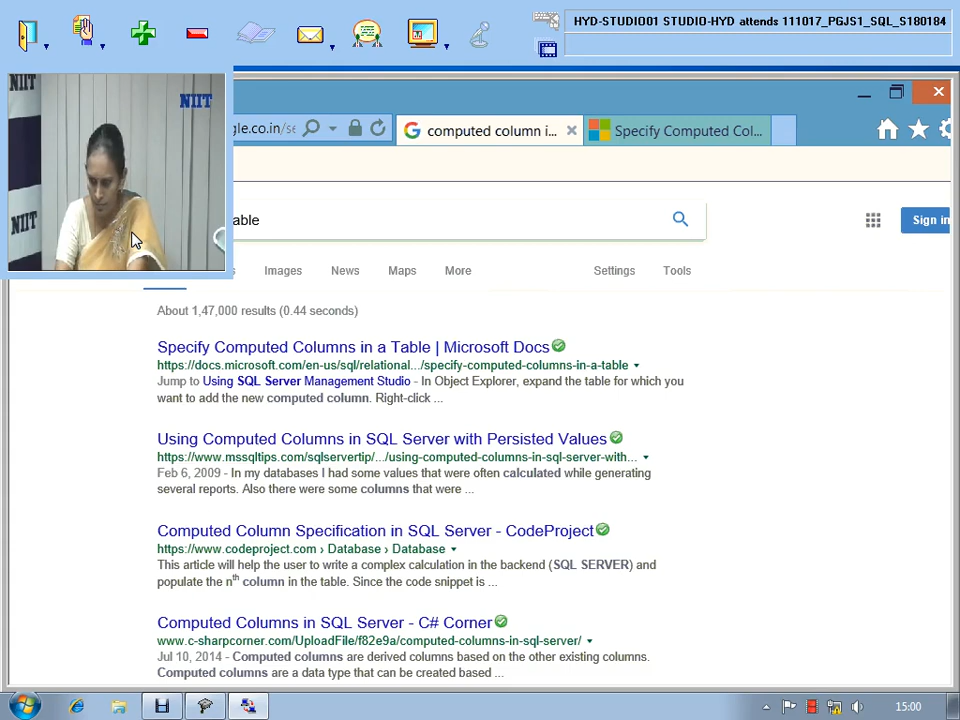 HYD-STUDIO01 STUDIO-HYD attends 111017_PGJS1_SQL_S180184
NIIT
NIIT
NIIT
gle.co.in/se
computed column i...
Specify Computed Col...
able
Sign in
Images
News
Maps
More
Settings
Tools
About 1,47,000 results (0.44 seconds)
Specify Computed Columns in a Table | Microsoft Docs
https://docs.microsoft.com/en-us/sql/relational.../specify-computed-columns-in-a-table
Jump to Using SQL Server Management Studio - In Object Explorer, expand the table for which you
want to add the new computed column. Right-click ...
Using Computed Columns in SQL Server with Persisted Values
https://www.mssqltips.com/sqlservertip/.../using-computed-columns-in-sql-server-with...
Feb 6, 2009 - In my databases I had some values that were often calculated while generating
several reports. Also there were some columns that were ...
Computed Column Specification in SQL Server - CodeProject
https://www.codeproject.com › Database › Database
This article will help the user to write a complex calculation in the backend (SQL SERVER) and
populate the nth column in the table. Since the code snippet is ...
Computed Columns in SQL Server - C# Corner
www.c-sharpcorner.com/UploadFile/f82e9a/computed-columns-in-sql-server/
Jul 10, 2014 - Computed columns are derived columns based on the other existing columns.
Computed columns are a data type that can be created based ...
15:00